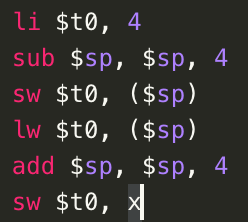 li $t0, 4
sub $sp, $sp, 4
sw $t0, ($sp)
lw $t0, ($sp)
add $sp, $sp, 4
sw $t0, x